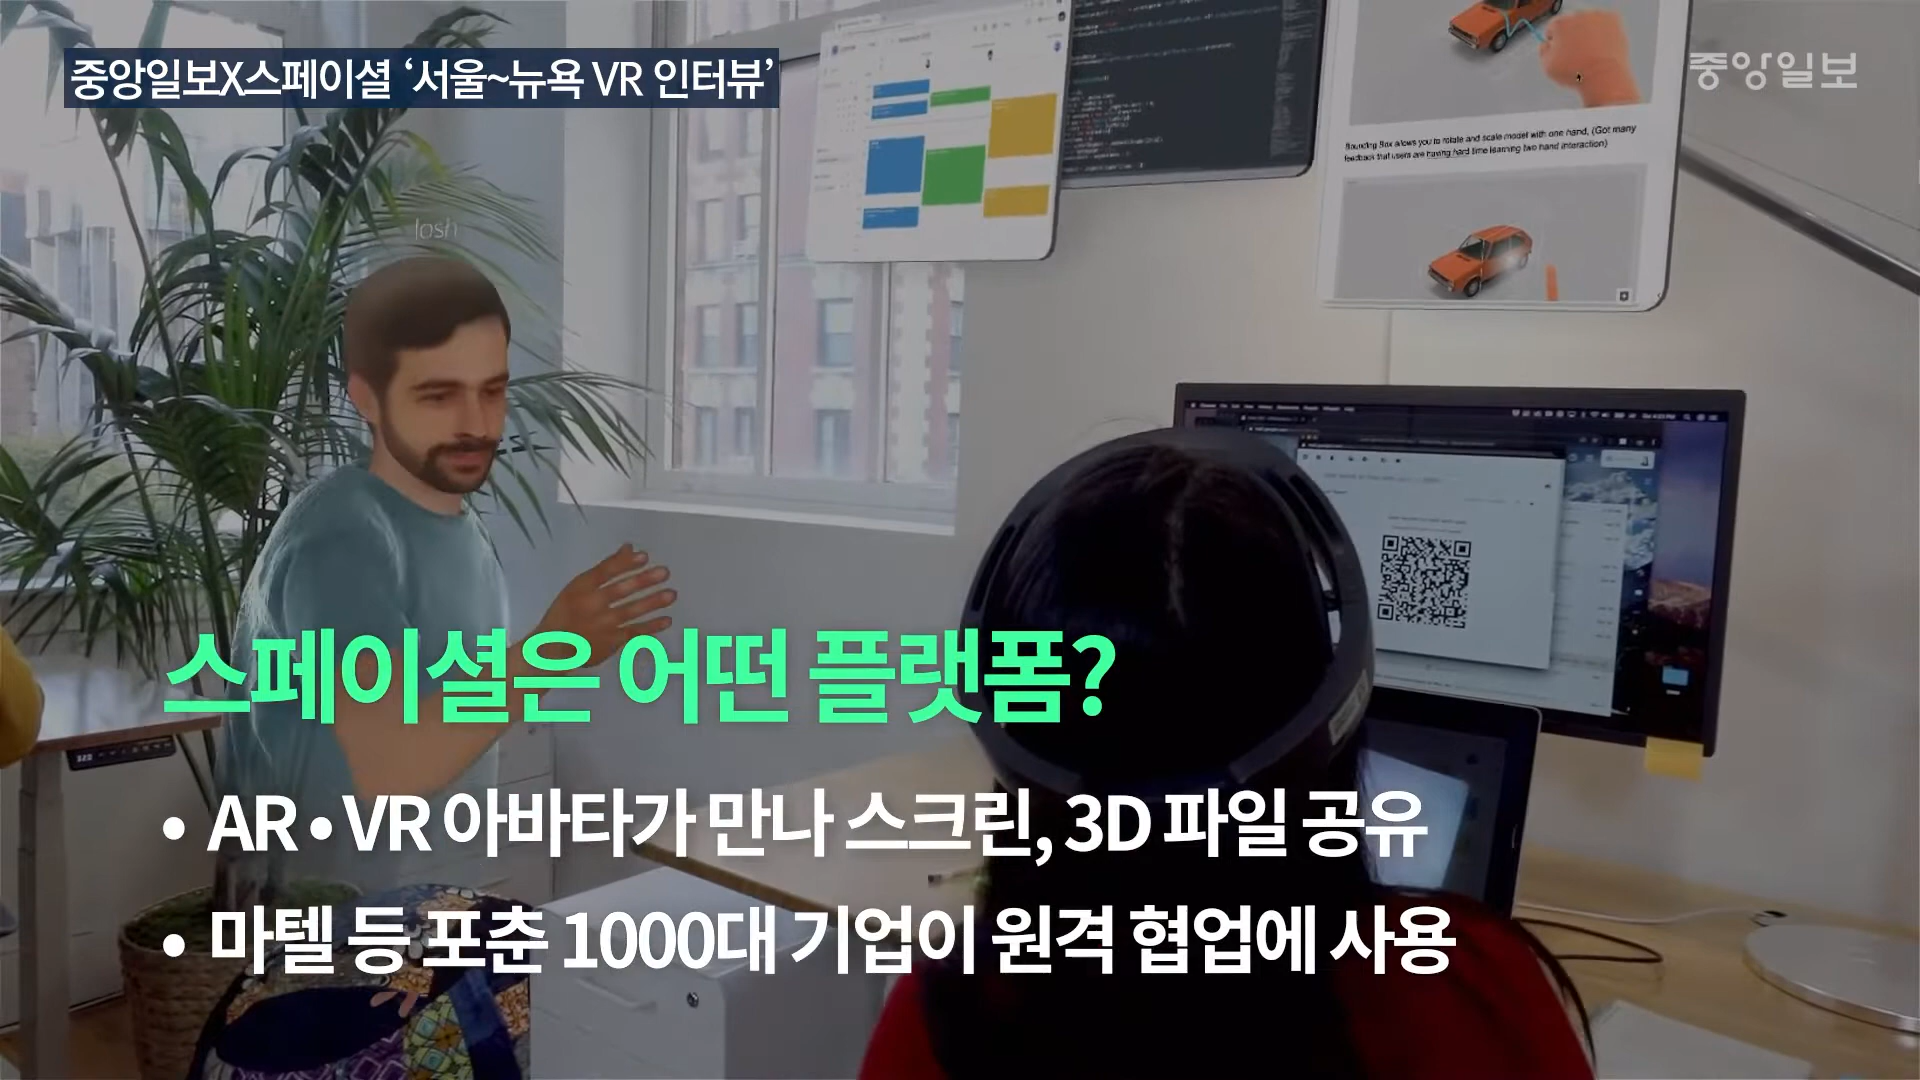 중앙일보X스페이셜 ‘서울~뉴욕 VR 인터뷰’
중앙일보
Bounding Box allows you to rotate and scale model with one hand, (Got many
feedback that users are having hard time learning two hand interaction)
Josh
스페이셜은 어떤 플랫폼?
• AR•VR 아바타가 만나 스크린, 3D 파일 공유
• 마텔 등 포춘 1000대 기업이 원격 협업에 사용